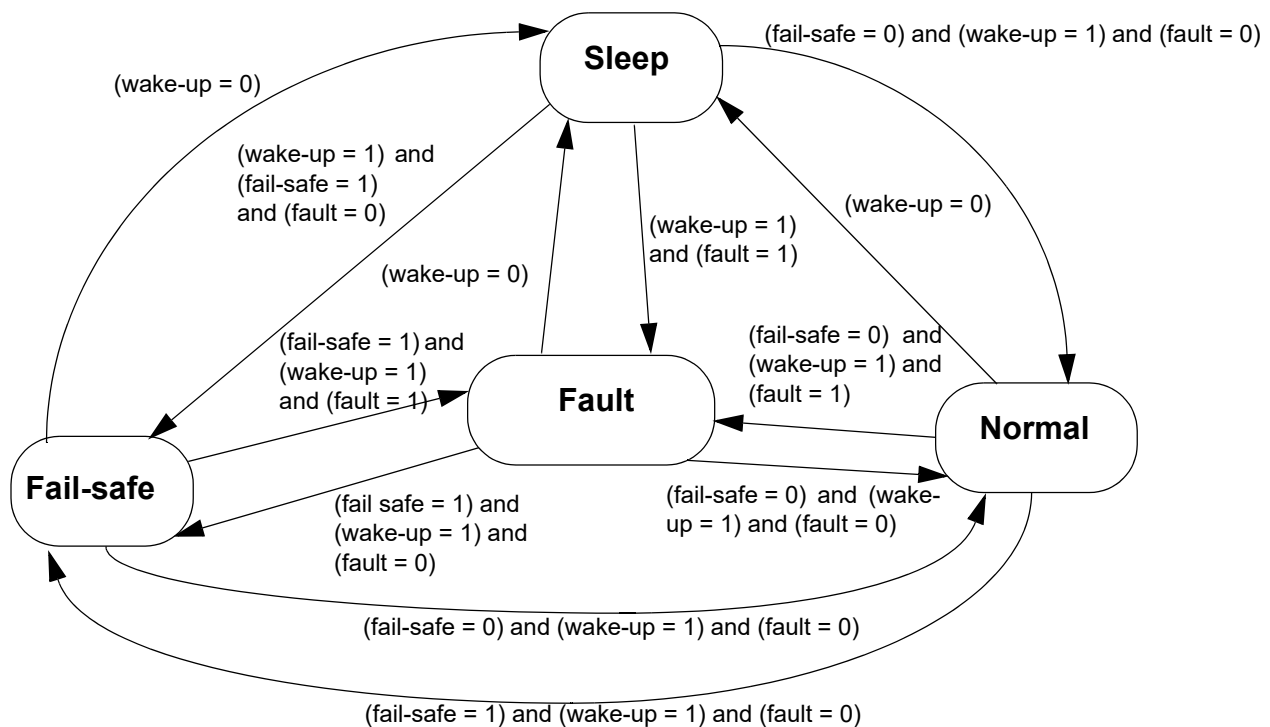 Sleep
(fail-safe = 0) and (wake-up = 1) and (fault = 0)
(wake-up = 0)
(wake-up = 1) and
(fail-safe = 1)
and (fault = 0)
(wake-up = 0)
(wake-up = 1)
and (fault = 1)
(wake-up = 0)
(fail-safe = 1) and
(wake-up = 1)
and (fault = 1)
(fail-safe = 0) and
(wake-up = 1) and
(fault = 1)
Fault
Normal
Fail-safe
(fail safe = 1) and
(wake-up = 1) and
(fault = 0)
(fail-safe = 0) and (wake-
up = 1) and (fault = 0)
(fail-safe = 0) and (wake-up = 1) and (fault = 0)
(fail-safe = 1) and (wake-up = 1) and (fault = 0)